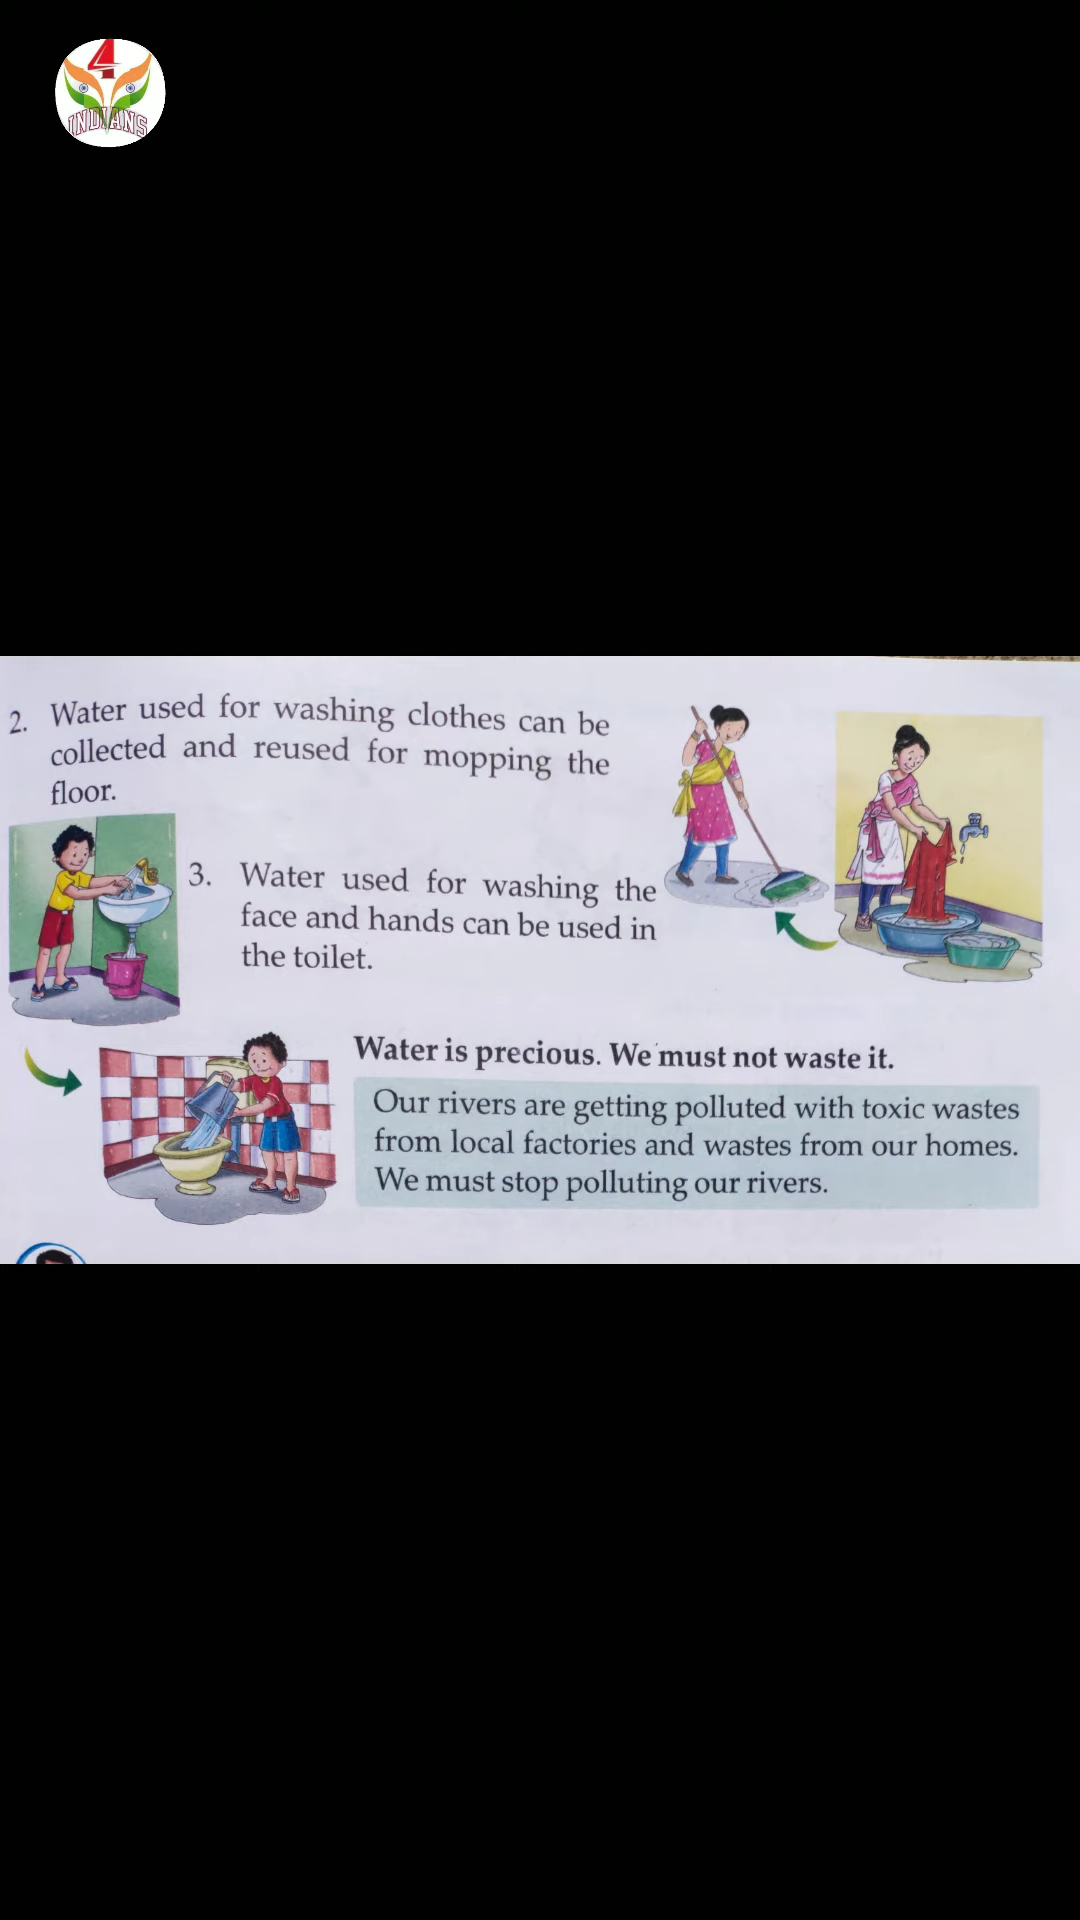 4
INDIANS
2. Water used for washing clothes can be
collected and reused for mopping the
floor.
3. Water used for washing the
face and hands can be used in
the toilet.
Water is precious. We must not waste it.
Our rivers are getting polluted with toxic wastes
from local factories and wastes from our homes.
We must stop polluting our rivers.